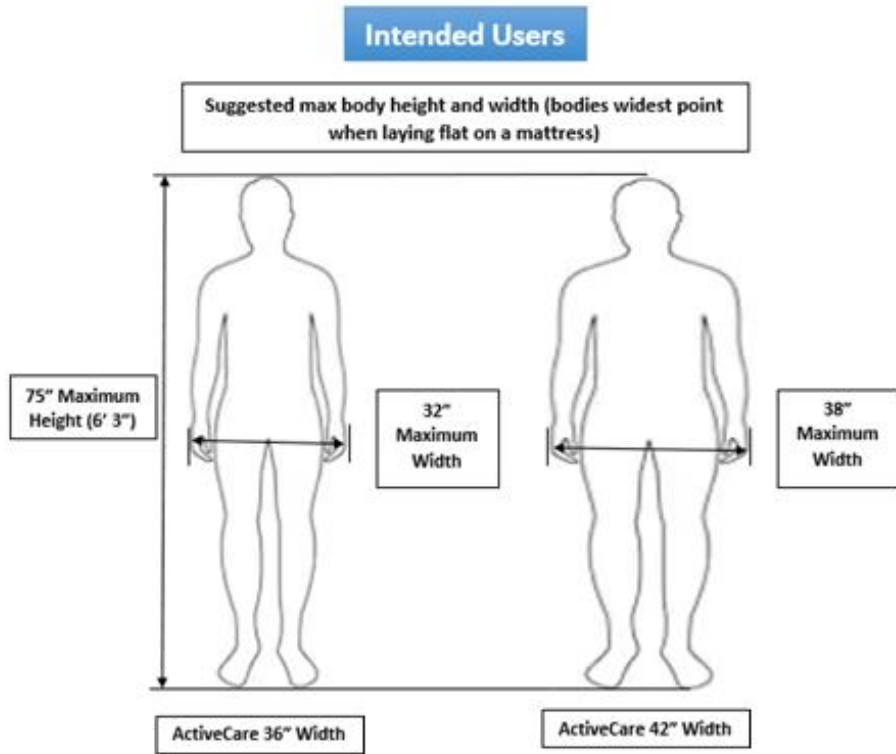 Intended Users
Suggested max body height and width (bodies widest point
when laying flat on a mattress)
75” Maximum
Height (6’ 3”)
32”
Maximum
Width
38”
Maximum
Width
ActiveCare 36” Width
ActiveCare 42” Width